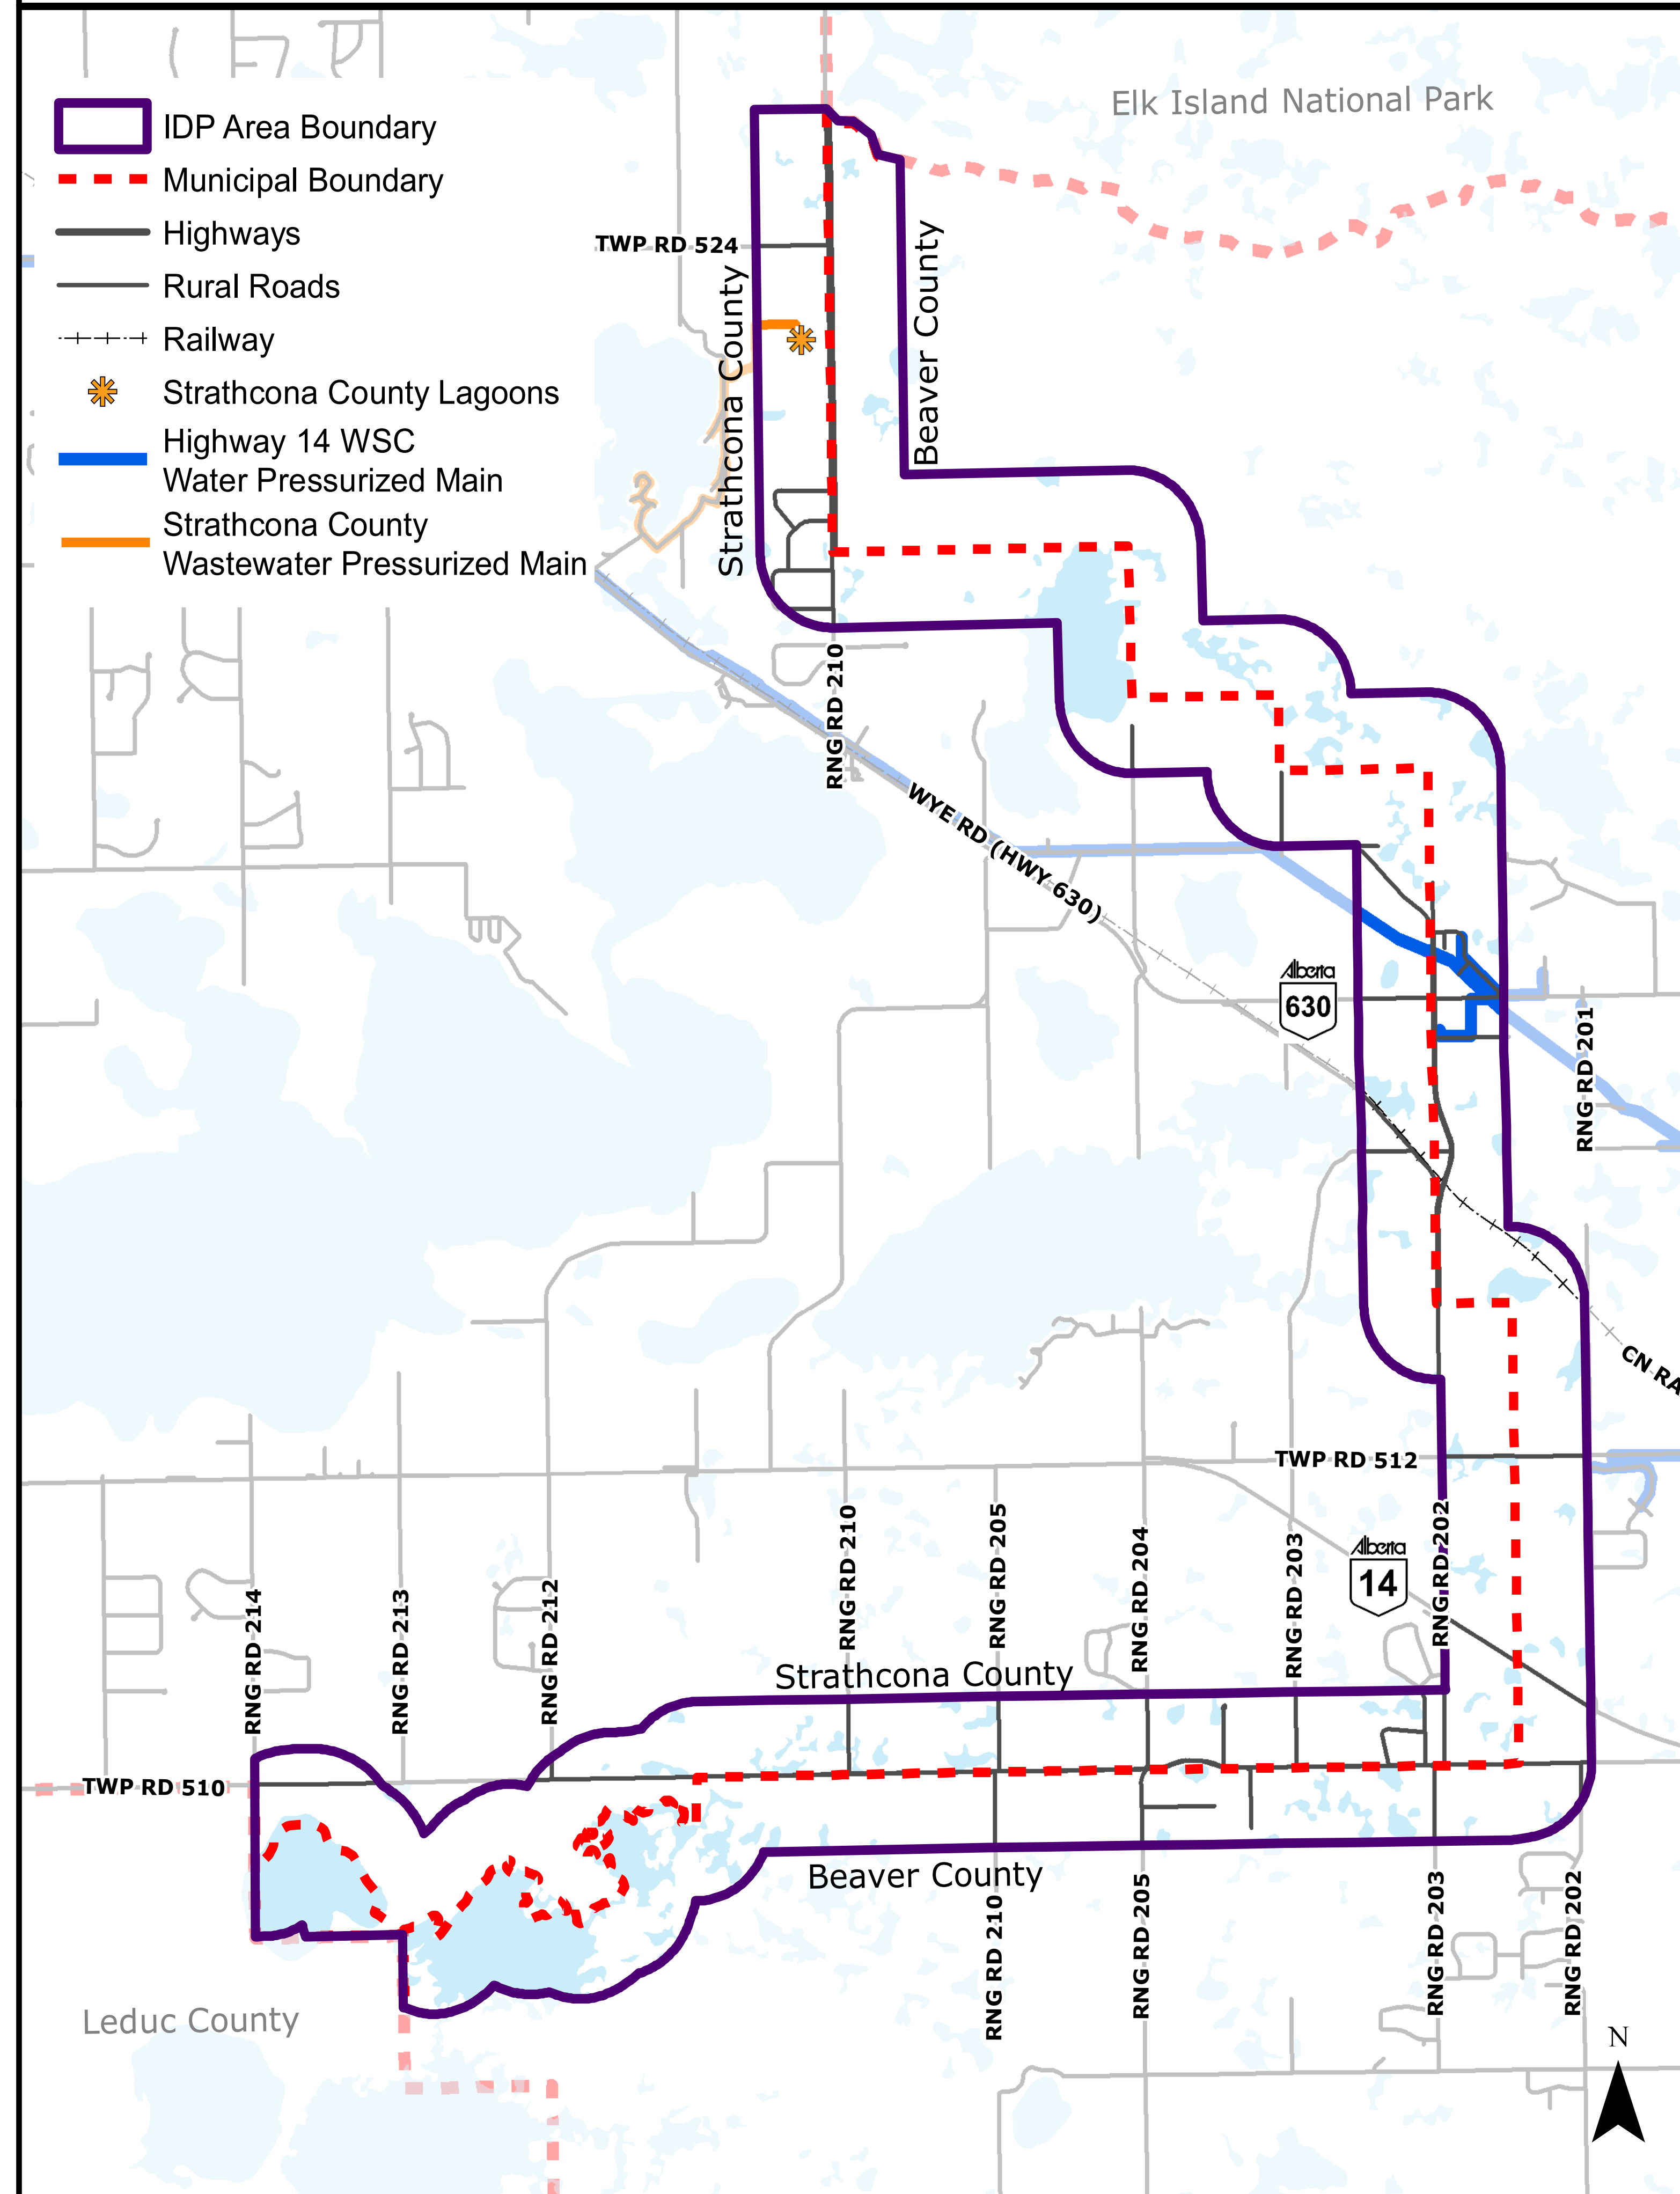 Elk Island National Park
IDP Area Boundary
Municipal Boundary
Highways
Rural Roads
Railway
Strathcona County Lagoons
Highway 14 WSC
Water Pressurized Main
Strathcona County
Wastewater Pressurized Main
TWP RD 524
Strathcona County
Beaver County
RNG RD 210
WYE RD (HWY 630)
Alberta
630
RNG RD 201
CN RA
TWP RD 512
Alberta
14
RNG RD 214
RNG RD 213
RNG RD 212
RNG RD 210
RNG RD 205
RNG RD 204
RNG RD 203
RNG RD 202
Strathcona County
TWP RD 510
Beaver County
RNG RD 210
RNG RD 205
RNG RD 203
RNG RD 202
Leduc County
N